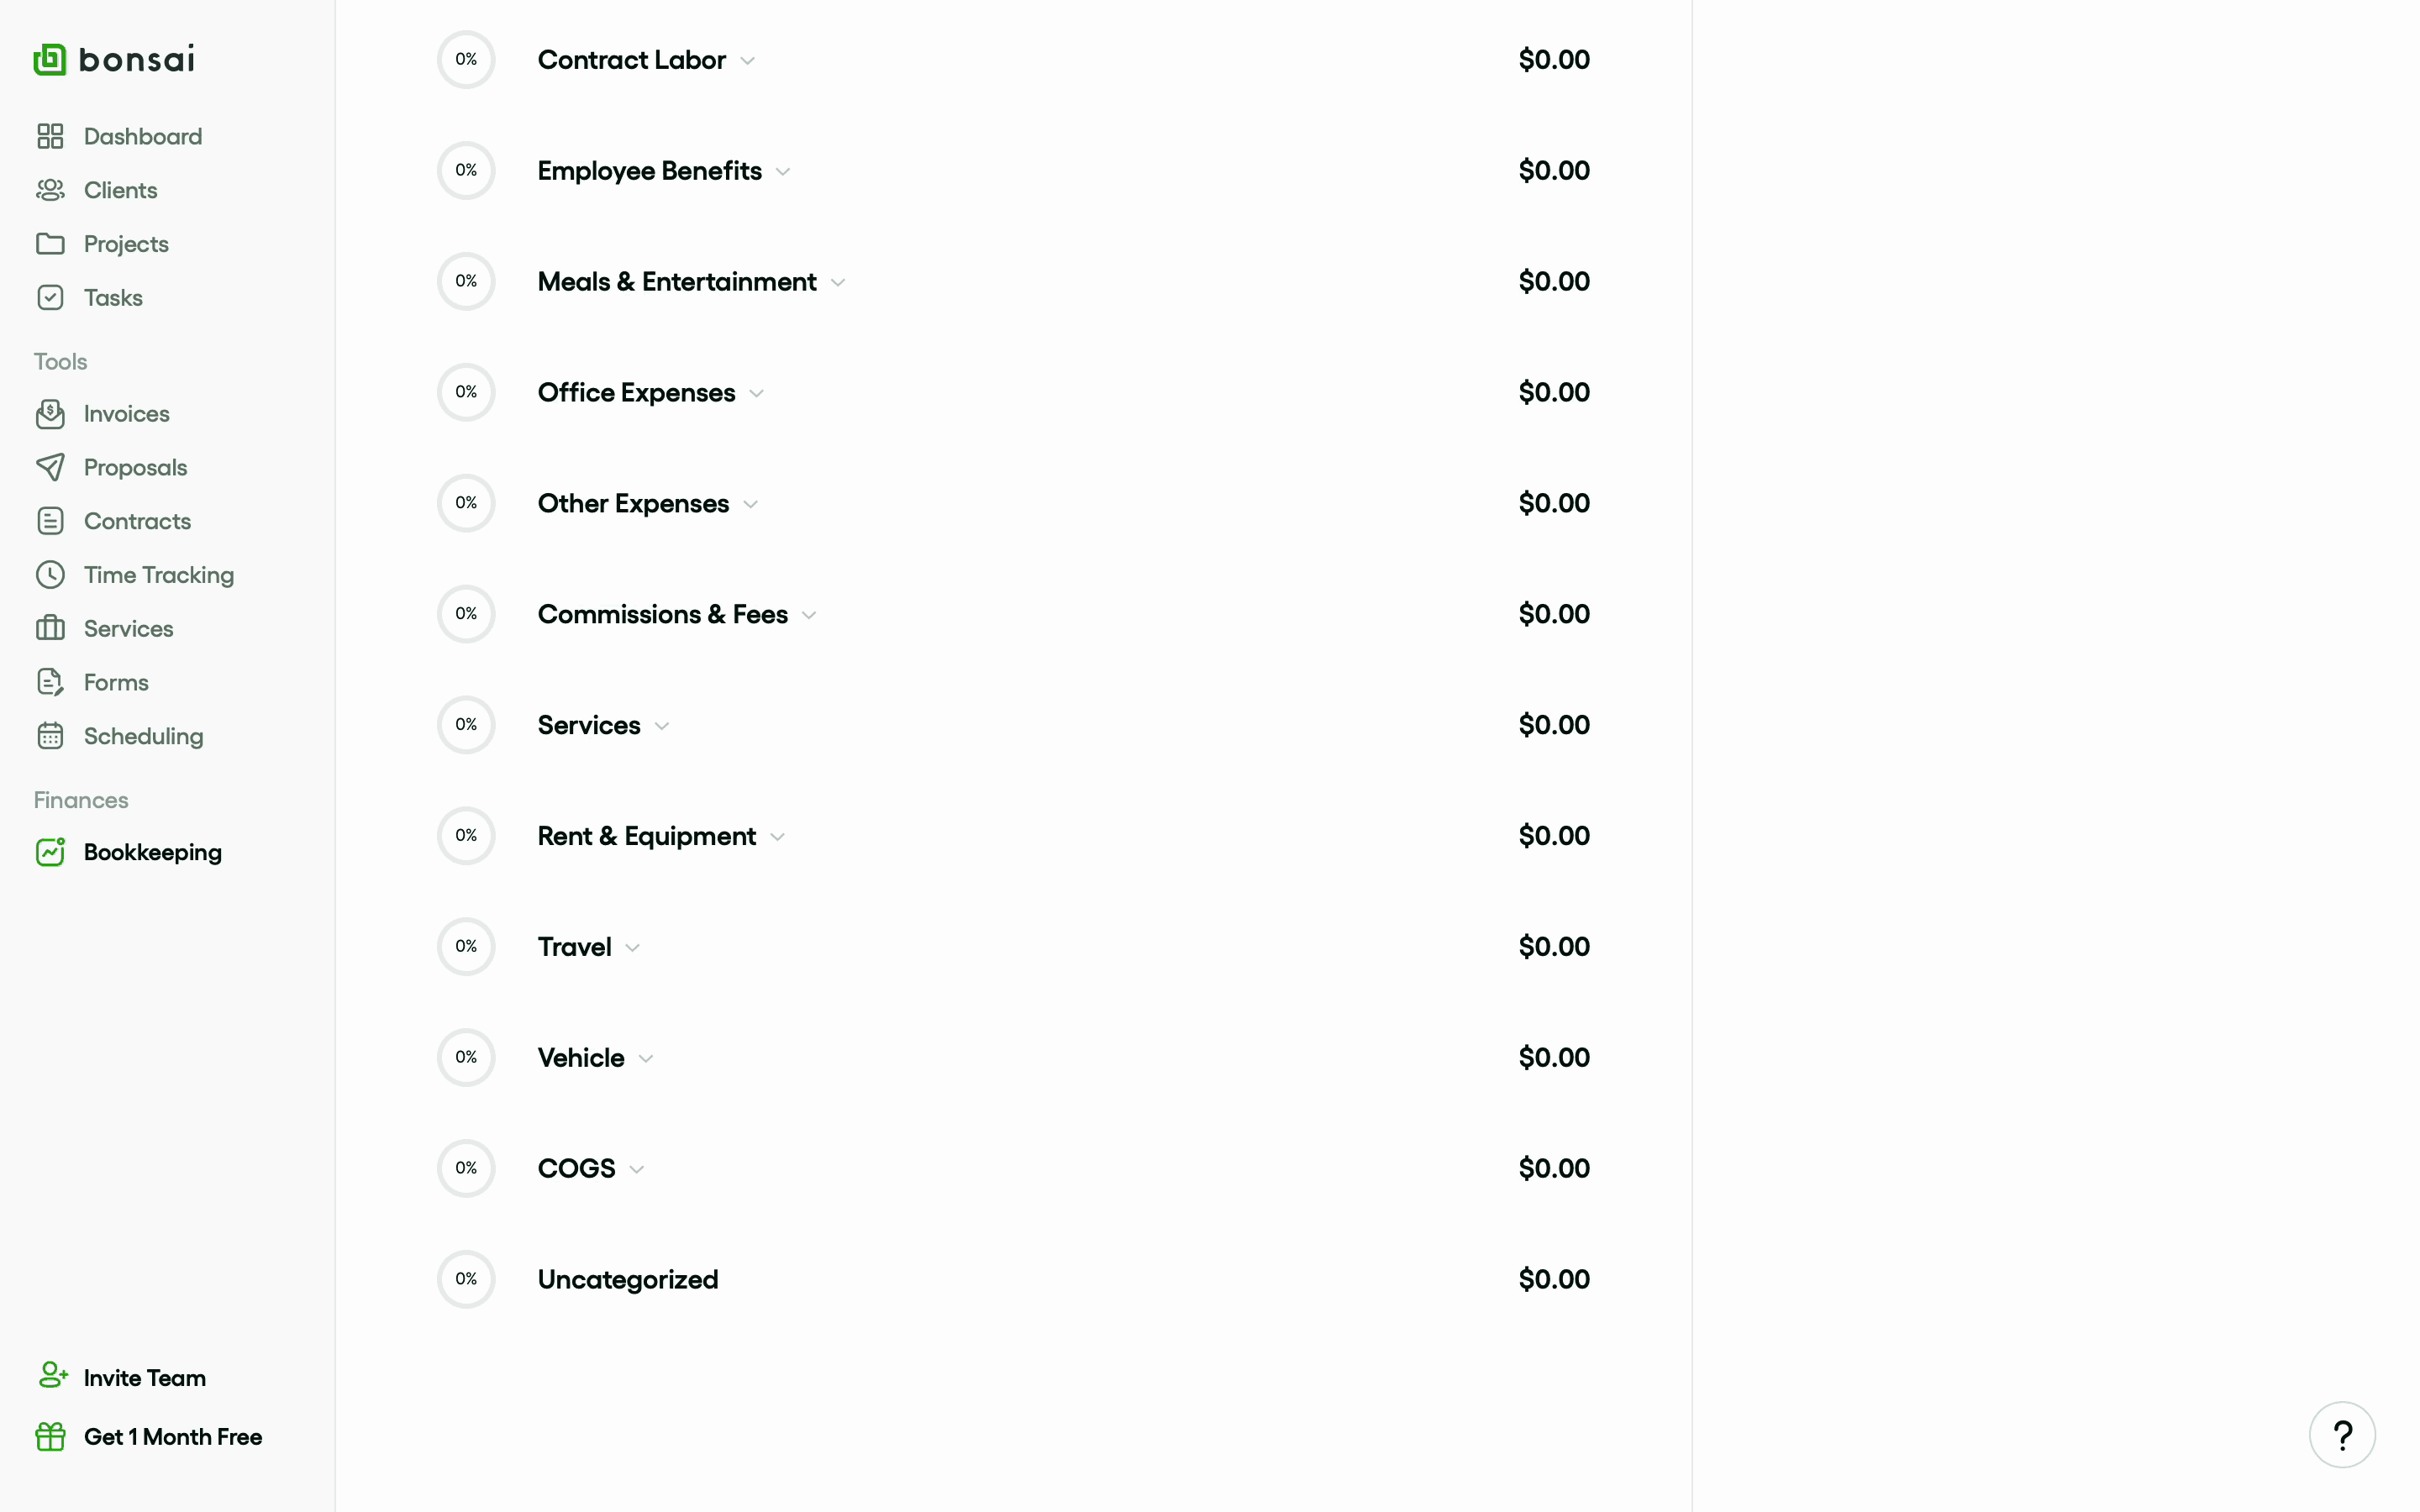 bonsai
Dashboard
Clients
Projects
Tasks
Tools
Invoices
Proposals
Contracts
Time Tracking
Services
Forms
Scheduling
Finances
Bookkeeping
Invite Team
Get 1 Month Free
0% Contract Labor $0.00
0% Employee Benefits $0.00
0% Meals & Entertainment $0.00
0% Office Expenses $0.00
0% Other Expenses $0.00
0% Commissions & Fees $0.00
0% Services $0.00
0% Rent & Equipment $0.00
0% Travel $0.00
0% Vehicle $0.00
0% COGS $0.00
0% Uncategorized $0.00
?